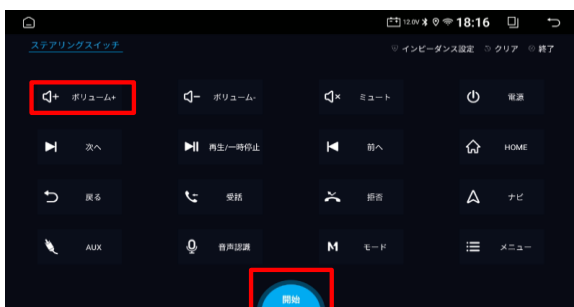 12.0V 18:16
ステアリングスイッチ インピーダンス設定 クリア 終了
ボリューム+ ボリューム- ミュート 電源
次へ 再生/一時停止 前へ HOME
戻る 受話 拒否 ナビ
AUX 音声認識 M モード メニュー
開始